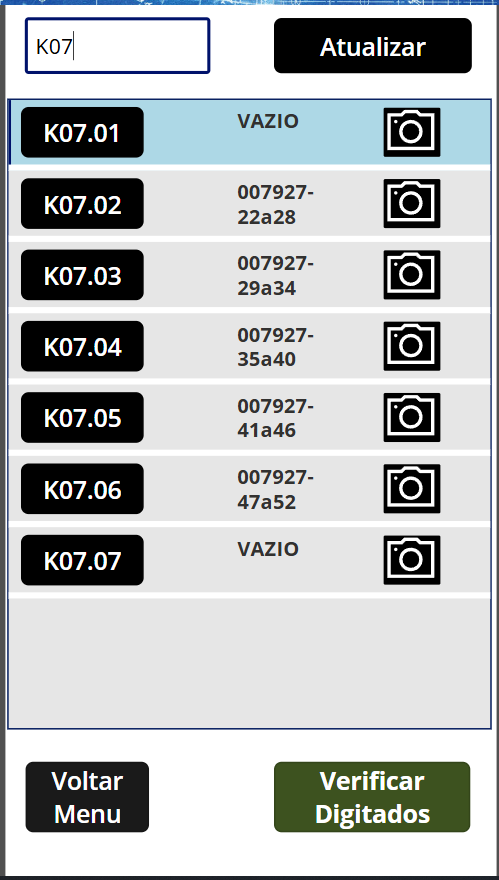 K07
Atualizar
K07.01
VAZIO
K07.02
007927-
22a28
K07.03
007927-
29a34
K07.04
007927-
35a40
K07.05
007927-
41a46
K07.06
007927-
47a52
K07.07
VAZIO
Voltar
Menu
Verificar
Digitados